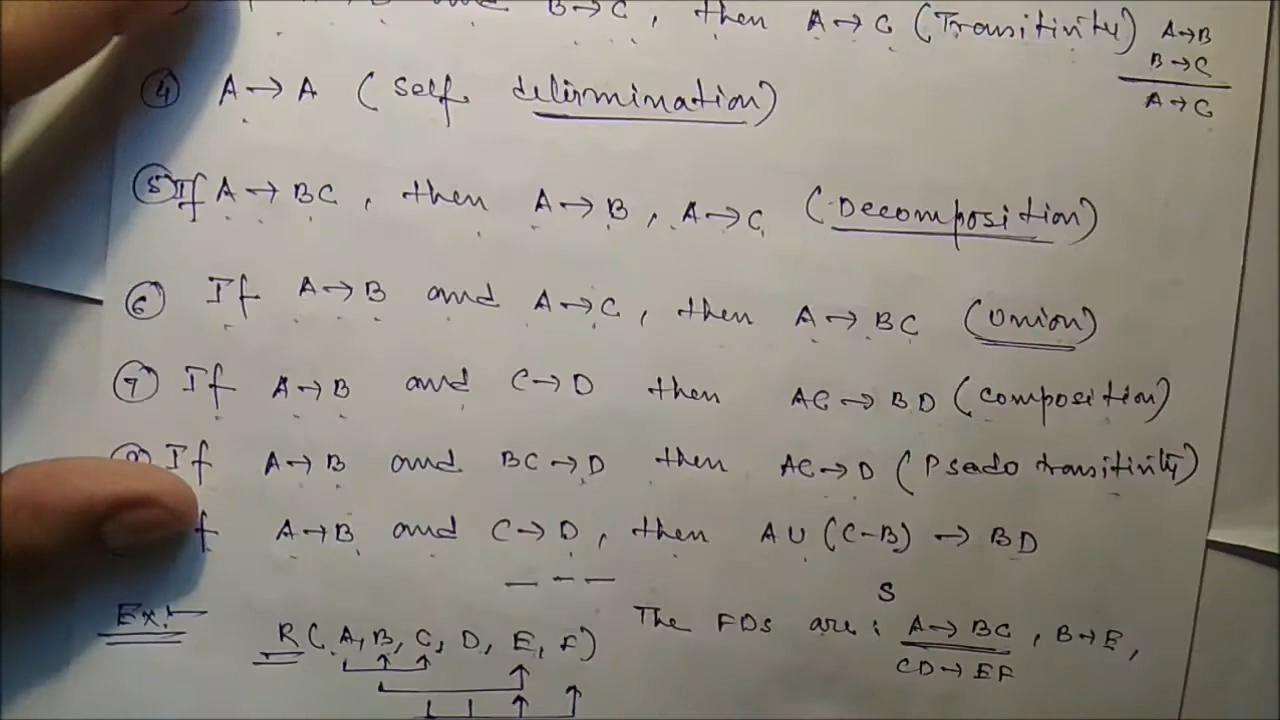 B→C, then A→C (Transitivity) A→B
B→C
A→C
④ A→A (Self determination)
⑤ If A→BC, then A→B, A→C (Decomposition)
⑥ If A→B and A→C, then A→BC (Union)
⑦ If A→B and C→D then AC→BD (composition)
If A→B and BC→D then AC→D (Psedo transitivity)
f A→B and C→D, then A∪(C-B)→BD
S
Ex:- R(A, B, C, D, E, F) The FDs are: A→BC, B→E,
CD→EF